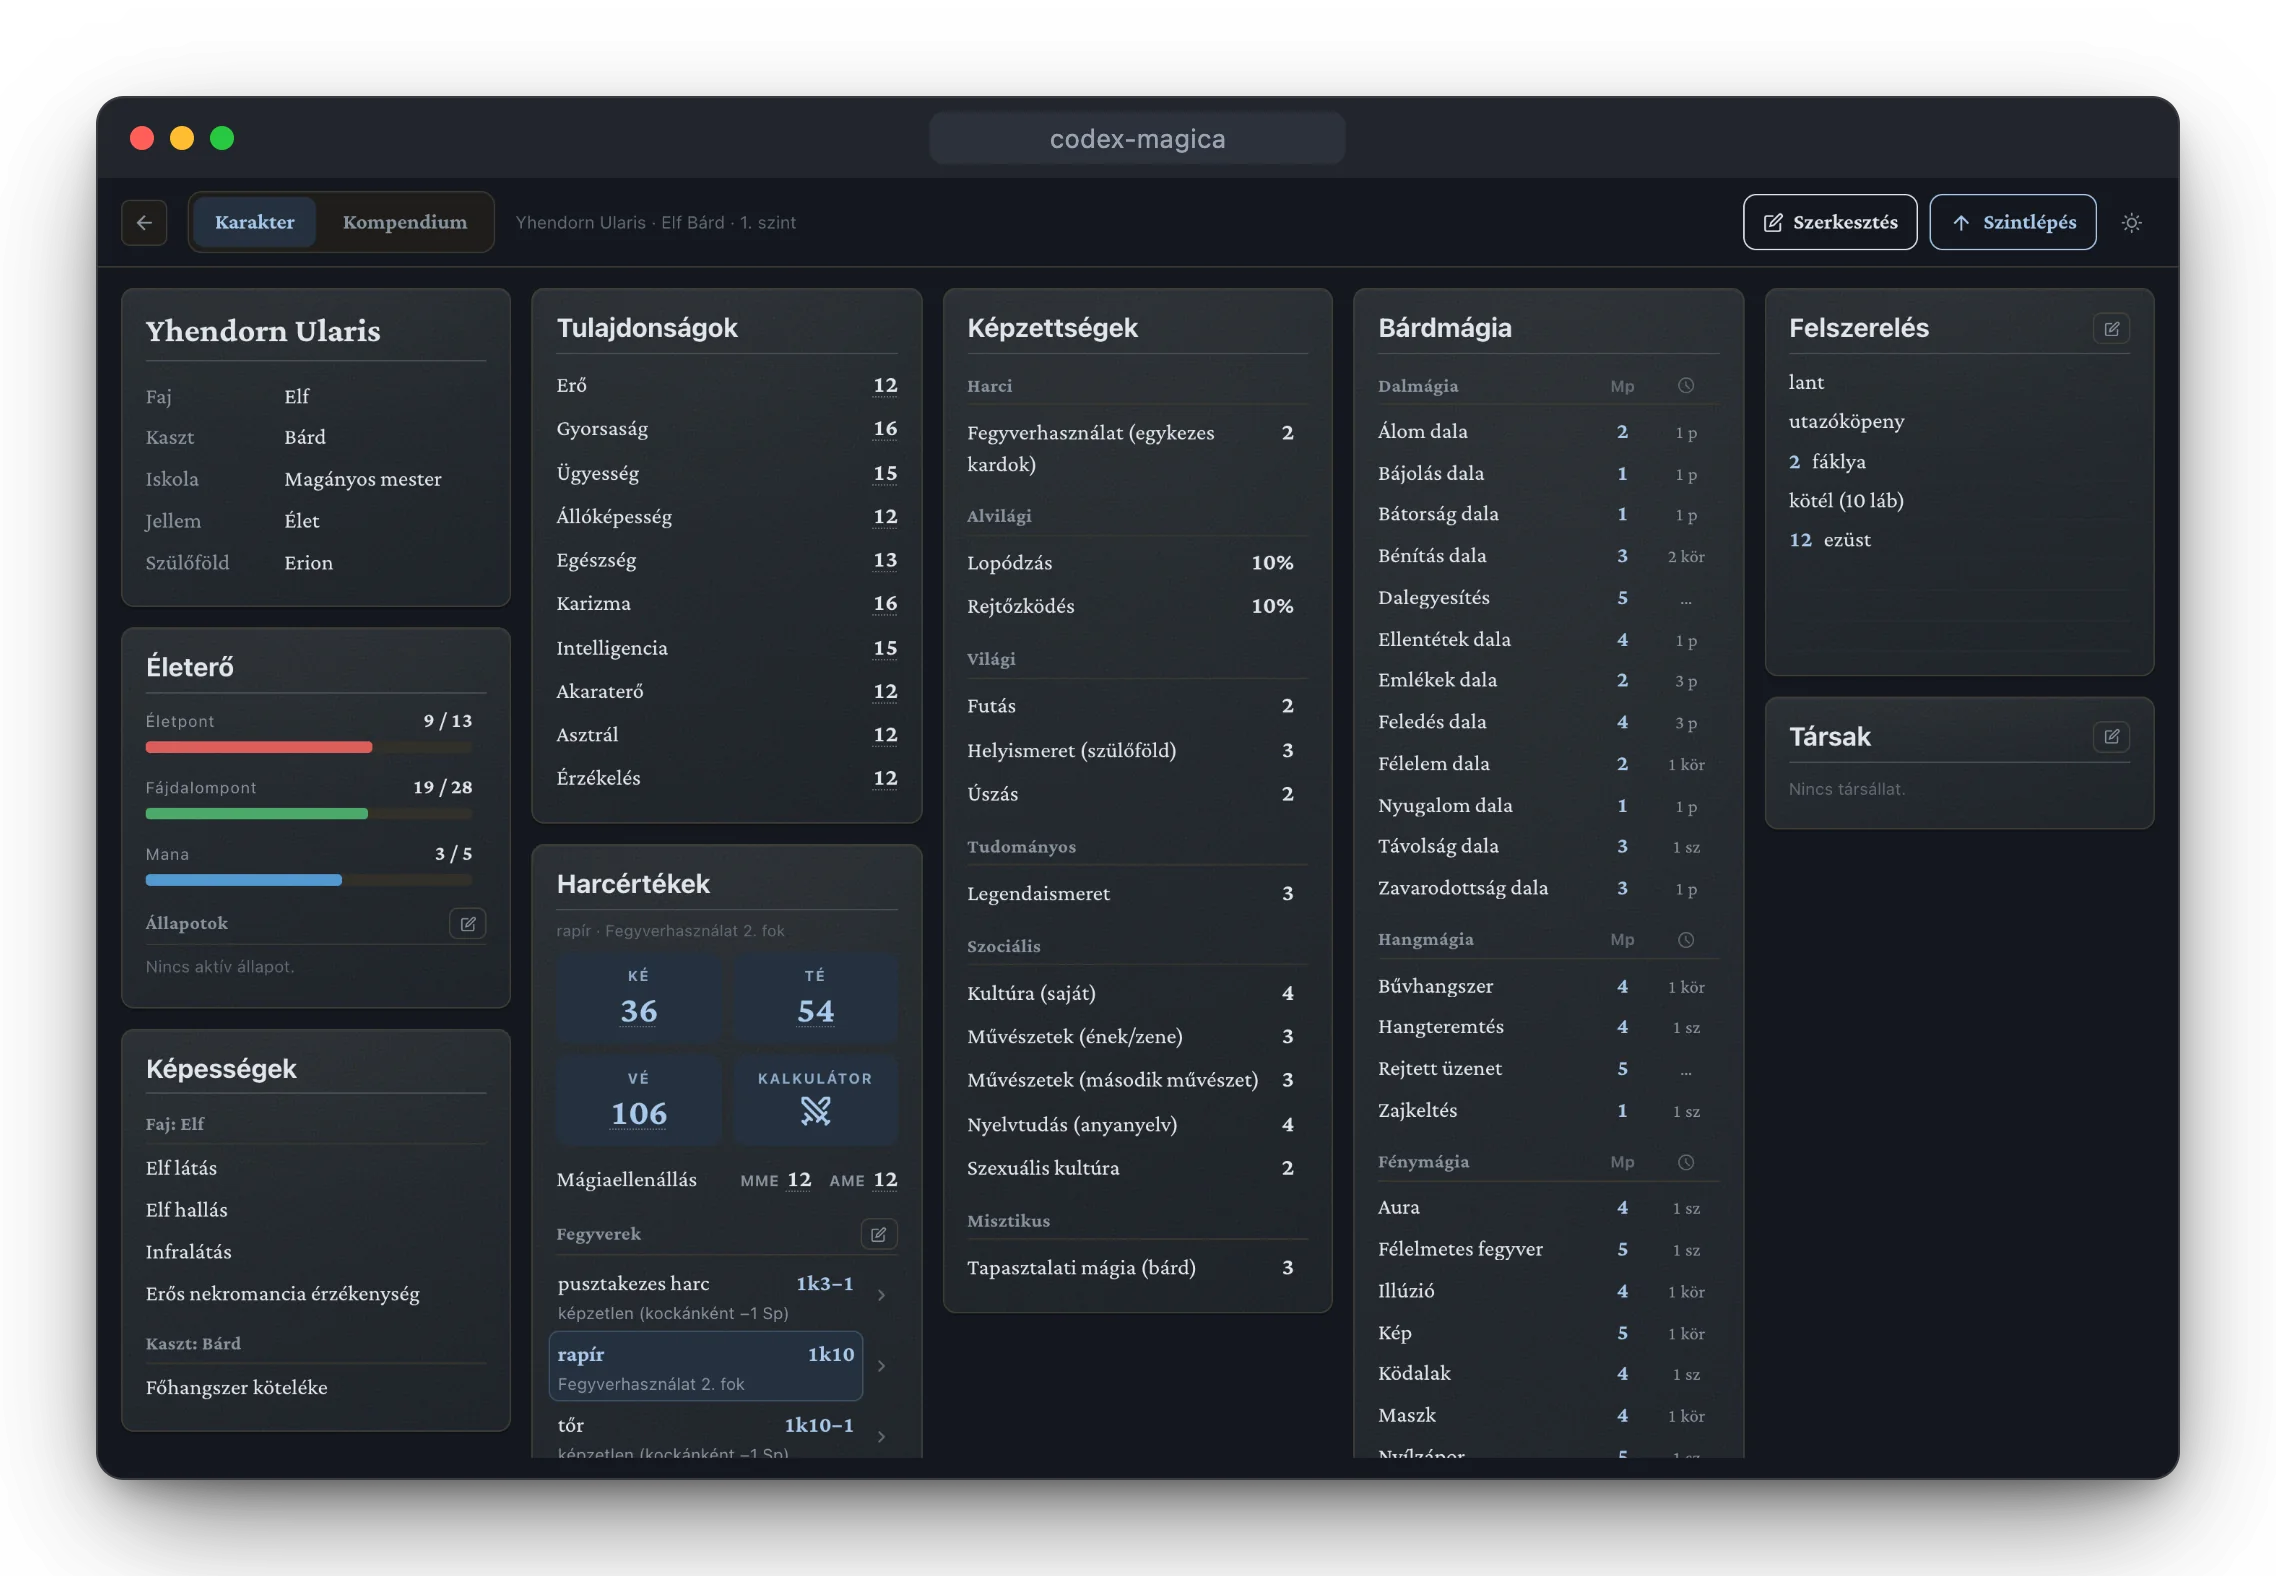 codex-magica
Karakter
Kompendium
Yhendorn Ularis · Elf Bárd · 1. szint
Szerkesztés
Szintlépés
Yhendorn Ularis
Faj Elf
Kaszt Bárd
Iskola Magányos mester
Jellem Élet
Szülőföld Erion
Életerő
Életpont 9 / 13
Fájdalompont 19 / 28
Mana 3 / 5
Állapotok
Nincs aktív állapot.
Képességek
Faj: Elf
Elf látás
Elf hallás
Infralátás
Erős nekromancia érzékenység
Kaszt: Bárd
Főhangszer köteléke
Tulajdonságok
Erő 12
Gyorsaság 16
Ügyesség 15
Állóképesség 12
Egészség 13
Karizma 16
Intelligencia 15
Akaraterő 12
Asztrál 12
Érzékelés 12
Harcértékek
rapír · Fegyverhasználat 2. fok
KÉ
36
TÉ
54
VÉ
106
KALKULÁTOR
Mágiaellenállás MME 12 AME 12
Fegyverek
pusztakezes harc 1k3−1
képzetlen (kockánként −1 Sp)
rapír 1k10
Fegyverhasználat 2. fok
tőr 1k10−1
képzetlen (kockánként −1 Sp)
Képzettségek
Harci
Fegyverhasználat (egykezes 2
kardok)
Alvilági
Lopódzás 10%
Rejtőzködés 10%
Világi
Futás 2
Helyismeret (szülőföld) 3
Úszás 2
Tudományos
Legendaismeret 3
Szociális
Kultúra (saját) 4
Művészetek (ének/zene) 3
Művészetek (második művészet) 3
Nyelvtudás (anyanyelv) 4
Szexuális kultúra 2
Misztikus
Tapasztalati mágia (bárd) 3
Bárdmágia
Dalmágia Mp
Álom dala 2 1 p
Bájolás dala 1 1 p
Bátorság dala 1 1 p
Bénítás dala 3 2 kör
Dalegyesítés 5 ...
Ellentétek dala 4 1 p
Emlékek dala 2 3 p
Feledés dala 4 3 p
Félelem dala 2 1 kör
Nyugalom dala 1 1 p
Távolság dala 3 1 sz
Zavarodottság dala 3 1 p
Hangmágia Mp
Bűvhangszer 4 1 kör
Hangteremtés 4 1 sz
Rejtett üzenet 5 ...
Zajkeltés 1 1 sz
Fénymágia Mp
Aura 4 1 sz
Félelmetes fegyver 5 1 sz
Illúzió 4 1 kör
Kép 5 1 kör
Ködalak 4 1 sz
Maszk 4 1 kör
Nyílzápor 5 1 sz
Felszerelés
lant
utazóköpeny
2 fáklya
kötél (10 láb)
12 ezüst
Társak
Nincs társállat.